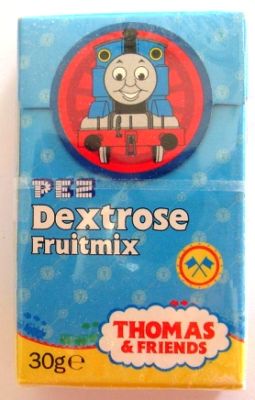 PEZ
Dextrose
Fruitmix
THOMAS
& FRIENDS
30g℮